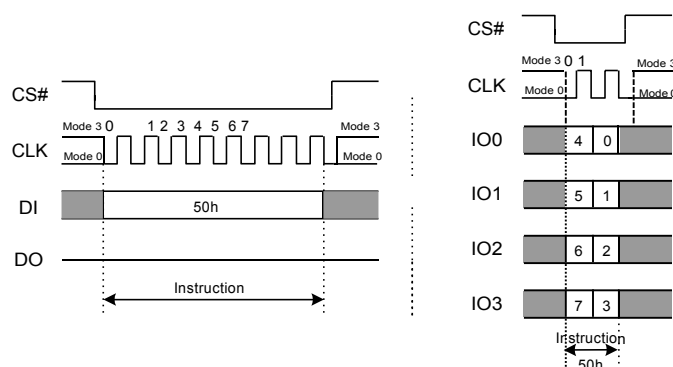 CS#
Mode 3 0 1 2 3 4 5 6 7 Mode 3
CLK
Mode 0 Mode 0
DI 50h
DO
Instruction
CS#
Mode 3 0 1 Mode 3
CLK
Mode 0 Mode 0
IO0 4 0
IO1 5 1
IO2 6 2
IO3 7 3
Instruction
50h